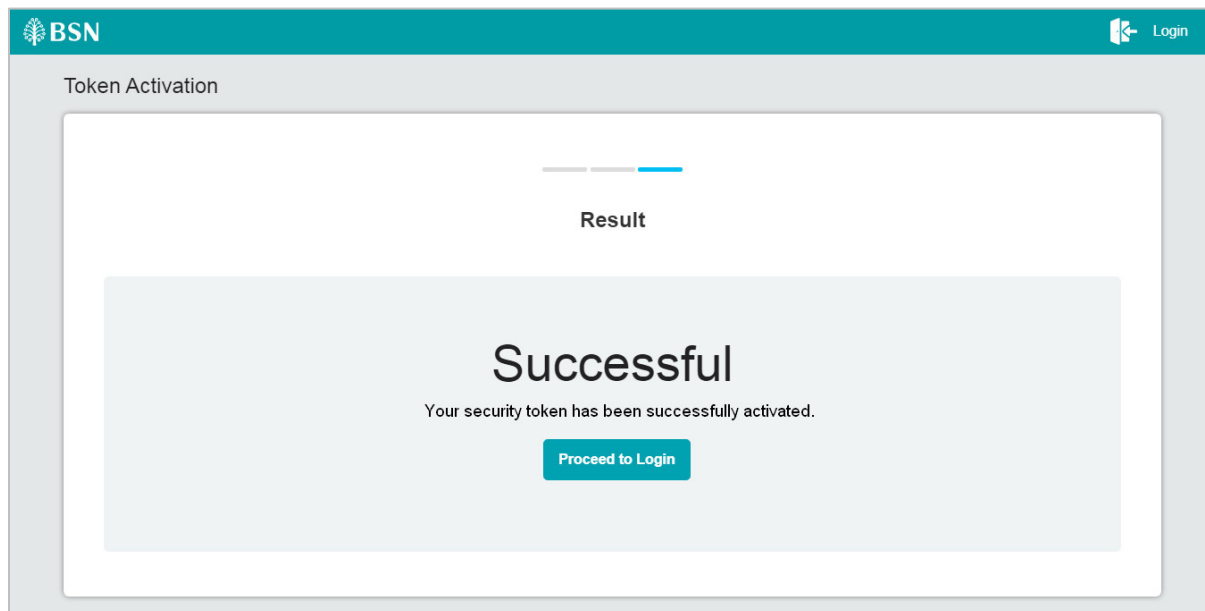 BSN
Login
Token Activation
Result
Successful
Your security token has been successfully activated.
Proceed to Login